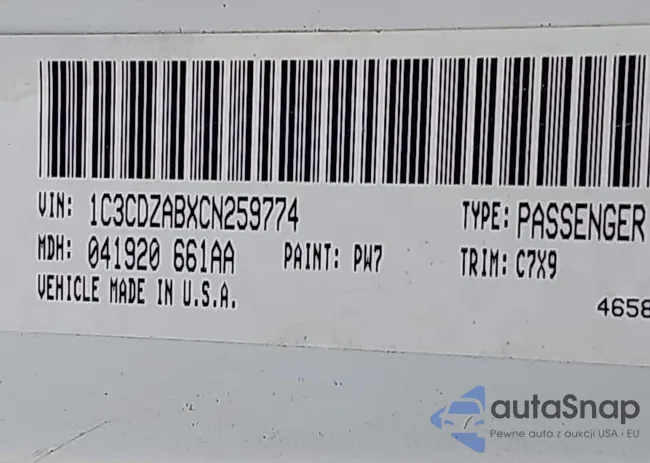 VIN: 1C3CDZABXCN259774 TYPE: PASSENGER
MDH: 041920 661AA PAINT: PW7 TRIM: C7X9
VEHICLE MADE IN U.S.A.
4658
autaSnap
Pewne auta z aukcji USA i EU